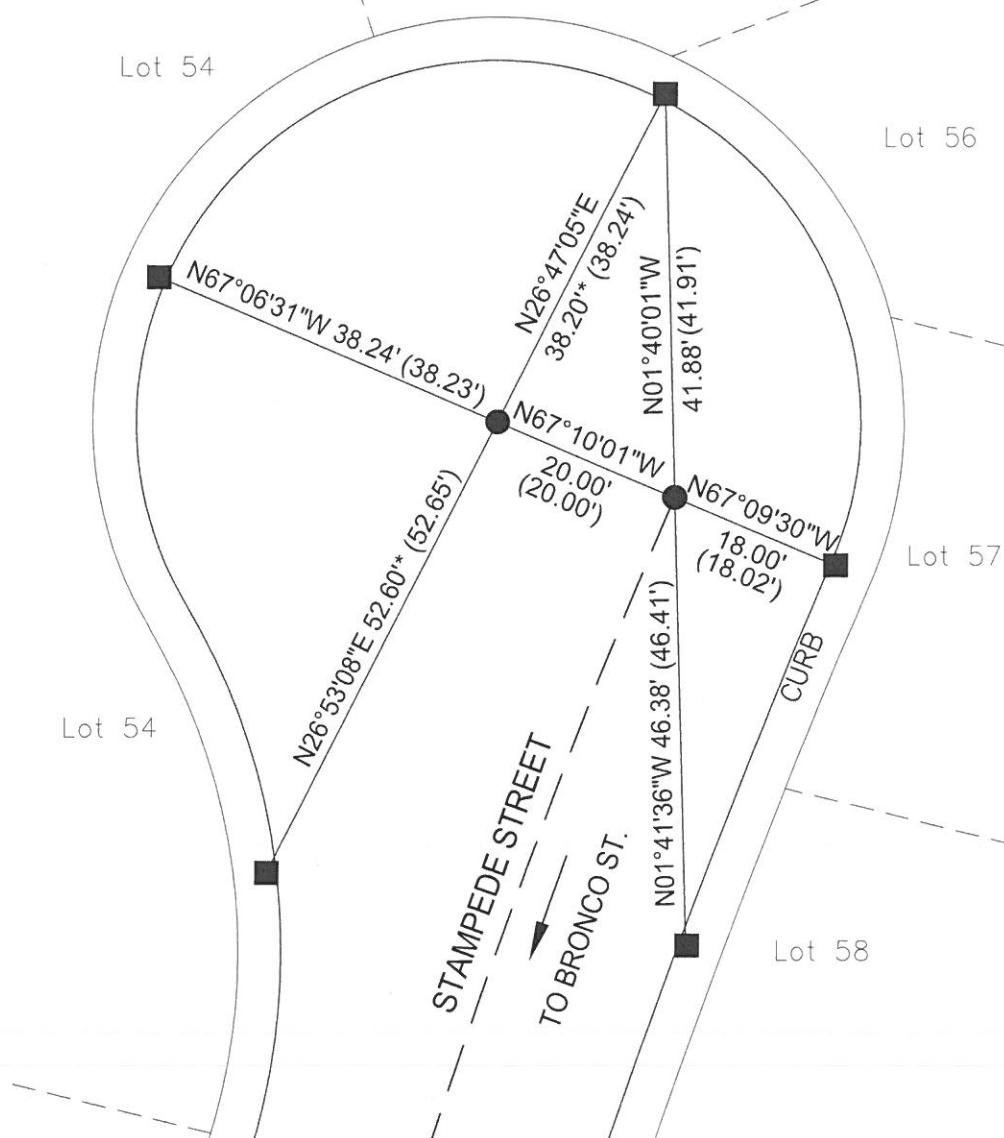 Lot 54
Lot 56
N26°47'05"E
38.20'* (38.24')
N01°40'01"W
41.88' (41.91')
N67°06'31"W 38.24' (38.23')
N67°10'01"W
20.00'
(20.00')
N67°09'30"W
18.00'
(18.02')
Lot 57
N26°53'08"E 52.60'* (52.65')
N01°41'36"W 46.38' (46.41')
CURB
Lot 54
STAMPEDE STREET
TO BRONCO ST.
Lot 58